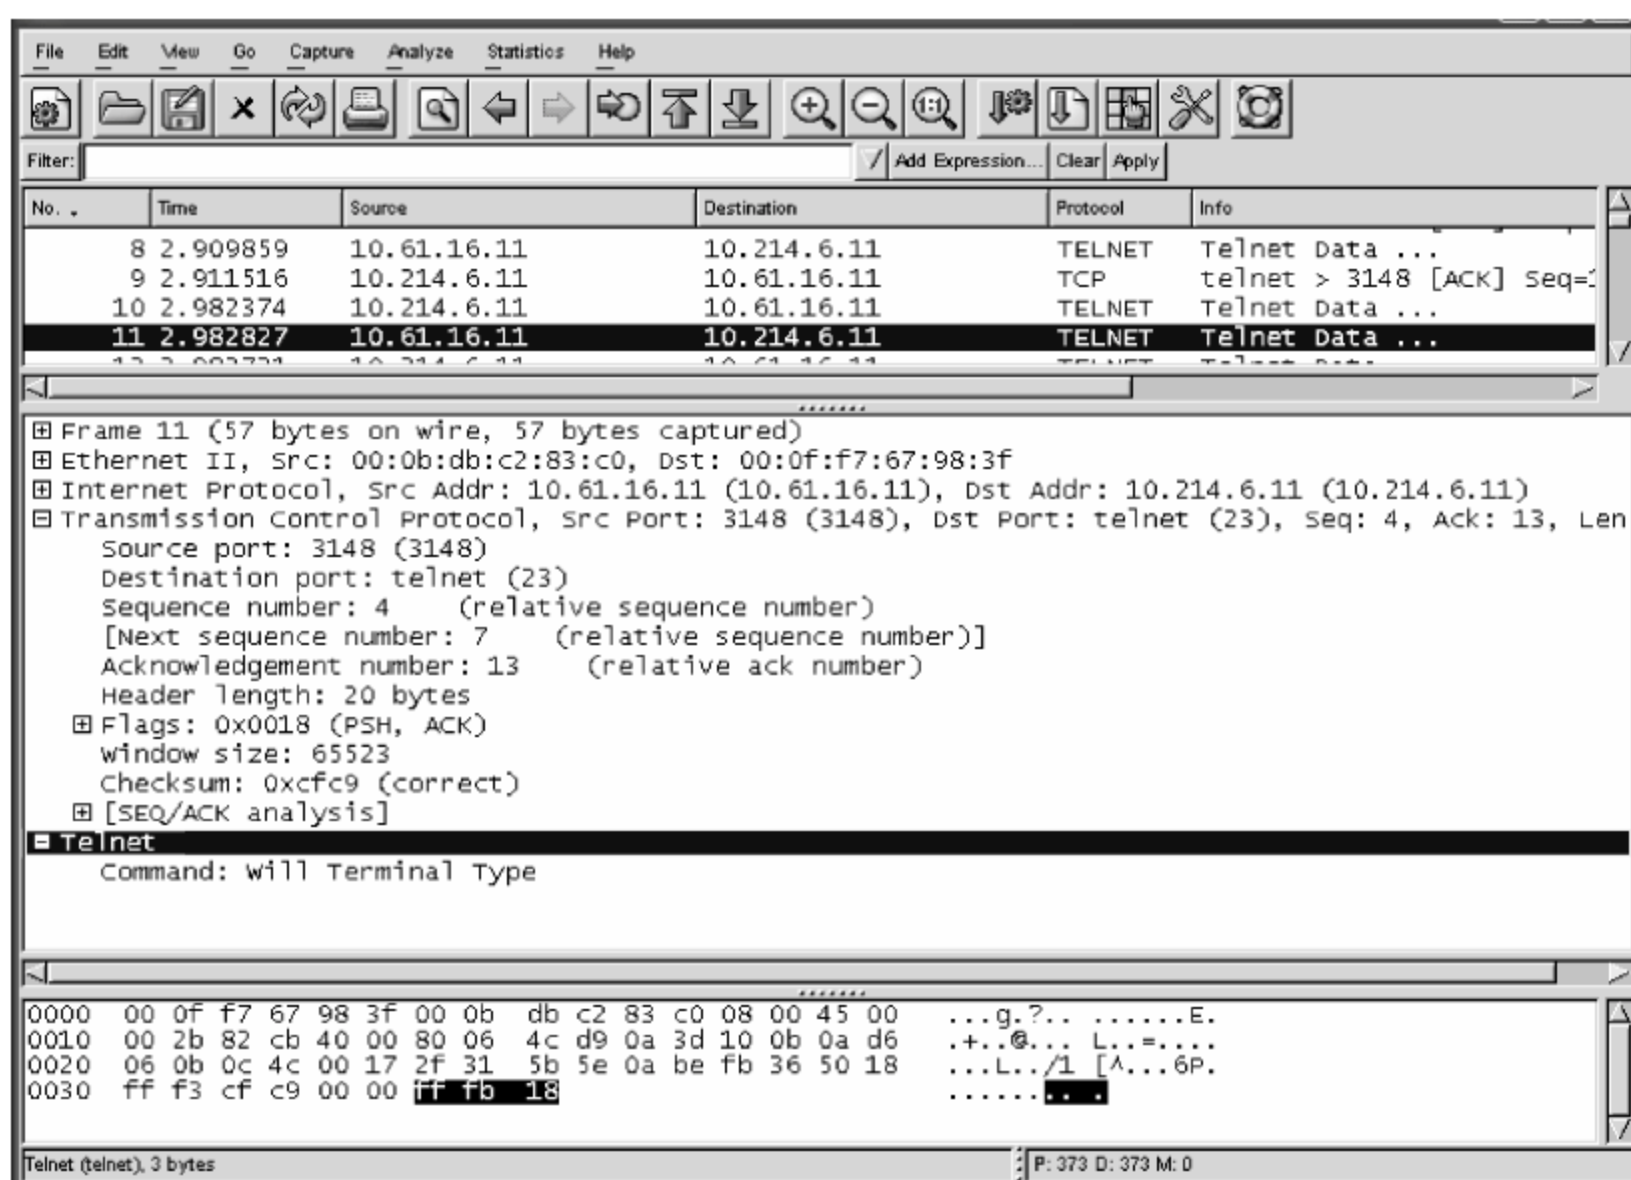 File Edit View Go Capture Analyze Statistics Help
Filter: Add Expression... Clear Apply
No. Time Source Destination Protocol Info
8 2.909859 10.61.16.11 10.214.6.11 TELNET Telnet Data ...
9 2.911516 10.214.6.11 10.61.16.11 TCP telnet > 3148 [ACK] Seq=1
10 2.982374 10.214.6.11 10.61.16.11 TELNET Telnet Data ...
11 2.982827 10.61.16.11 10.214.6.11 TELNET Telnet Data ...
Frame 11 (57 bytes on wire, 57 bytes captured)
Ethernet II, Src: 00:0b:db:c2:83:c0, Dst: 00:0f:f7:67:98:3f
Internet Protocol, Src Addr: 10.61.16.11 (10.61.16.11), Dst Addr: 10.214.6.11 (10.214.6.11)
Transmission Control Protocol, Src Port: 3148 (3148), Dst Port: telnet (23), Seq: 4, Ack: 13, Len
Source port: 3148 (3148)
Destination port: telnet (23)
Sequence number: 4 (relative sequence number)
[Next sequence number: 7 (relative sequence number)]
Acknowledgement number: 13 (relative ack number)
Header length: 20 bytes
Flags: 0x0018 (PSH, ACK)
Window size: 65523
Checksum: 0xcfc9 (correct)
[SEQ/ACK analysis]
Telnet
Command: Will Terminal Type
0000 00 0f f7 67 98 3f 00 0b db c2 83 c0 08 00 45 00 ...g.?.. ......E.
0010 00 2b 82 cb 40 00 80 06 4c d9 0a 3d 10 0b 0a d6 .+..@... L..=....
0020 06 0b 0c 4c 00 17 2f 31 5b 5e 0a be fb 36 50 18 ...L../1 [^...6P.
0030 ff f3 cf c9 00 00 ff fb 18 ........ .
Telnet (telnet), 3 bytes P: 373 D: 373 M: 0